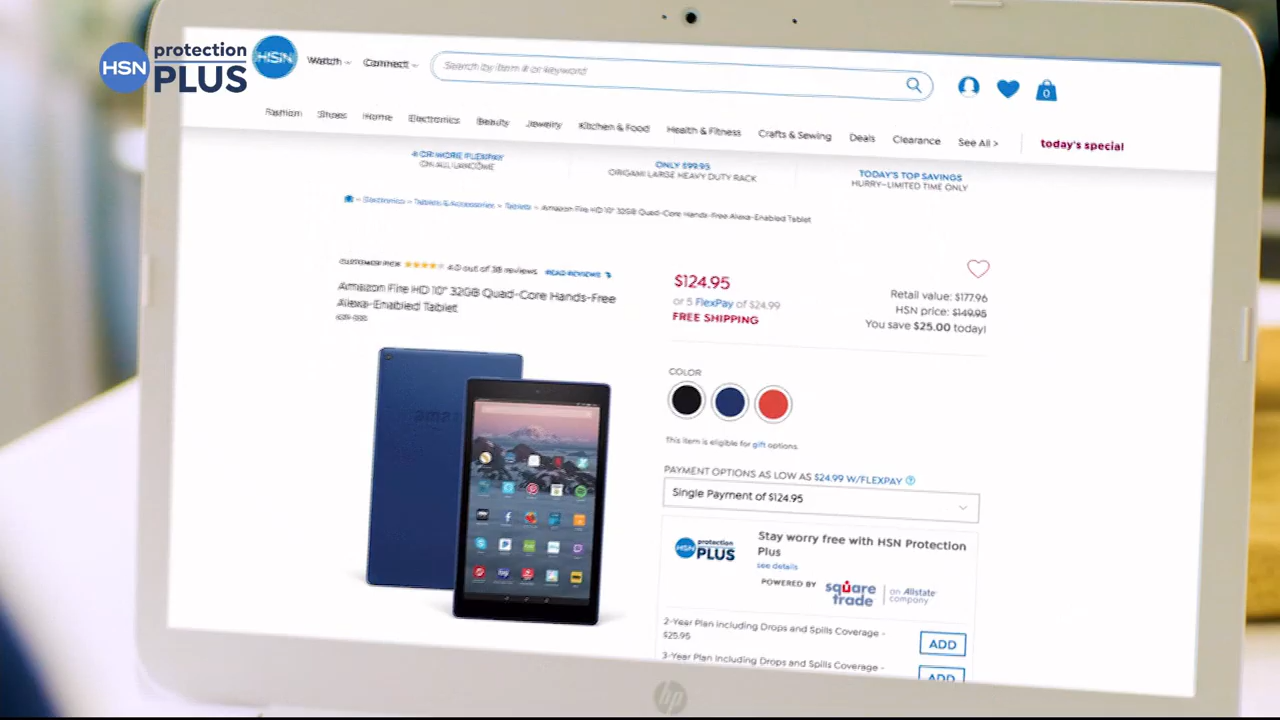 HSN protection PLUS
HSN Watch Connect Search by item # or keyword 0
Fashion Shoes Home Electronics Beauty Jewelry Kitchen & Food Health & Fitness Crafts & Sewing Deals Clearance See All > today's special
4 OR MORE FLEXPAY ONLY $99.95 TODAY'S TOP SAVINGS
ON ALL LANCOME ORIGAMI LARGE HEAVY DUTY RACK HURRY-LIMITED TIME ONLY
Electronics > Tablets & Accessories > Tablets > Amazon Fire HD 10" 32GB Quad-Core Hands-Free Alexa-Enabled Tablet
CUSTOMER PICK 4.0 out of 38 reviews READ REVIEWS
Amazon Fire HD 10" 32GB Quad-Core Hands-Free
Alexa-Enabled Tablet
$124.95
or 5 FlexPay of $24.99
FREE SHIPPING
Retail value: $177.96
HSN price: $149.95
You save $25.00 today!
COLOR
This item is eligible for gift options.
PAYMENT OPTIONS AS LOW AS $24.99 W/FLEXPAY ?
Single Payment of $124.95
HSN protection PLUS
Stay worry free with HSN Protection
Plus
see details
POWERED BY square trade an Allstate company
2-Year Plan Including Drops and Spills Coverage -
$25.95
ADD
3-Year Plan Including Drops and Spills Coverage -
ADD
hp